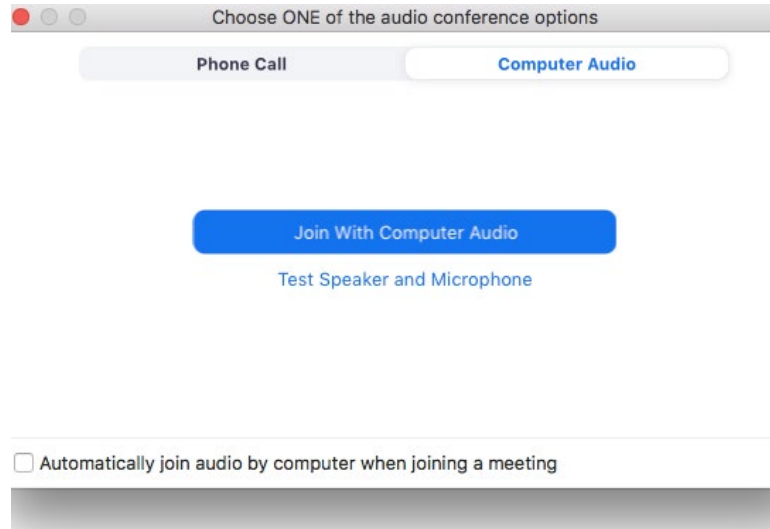 Choose ONE of the audio conference options
Phone Call
Computer Audio
Join With Computer Audio
Test Speaker and Microphone
Automatically join audio by computer when joining a meeting